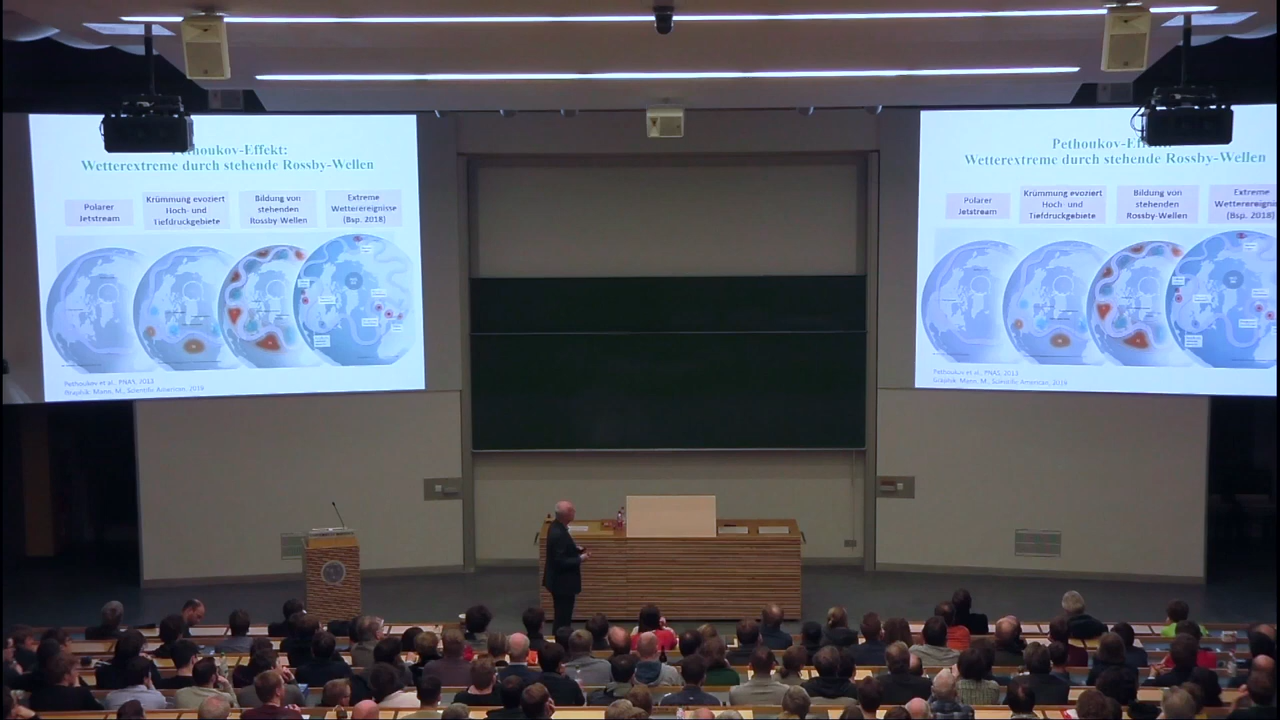 Pethoukov-Effekt:
Wetterextreme durch stehende Rossby-Wellen
Polarer
Jetstream
Krümmung evoziert
Hoch- und
Tiefdruckgebiete
Bildung von
stehenden
Rossby-Wellen
Extreme
Wetterereignisse
(Bsp. 2018)
Pethoukov et al., PNAS, 2013
Graphik: Mann, M., Scientific American, 2019
Wetterextreme durch stehende Rossby-Wellen
Polarer
Jetstream
Krümmung evoziert
Hoch- und
Tiefdruckgebiete
Bildung von
stehenden
Rossby-Wellen
Extreme
(Bsp. 2018)
Pethoukov et al., PNAS, 2013
Graphik: Mann, M., Scientific American, 2019